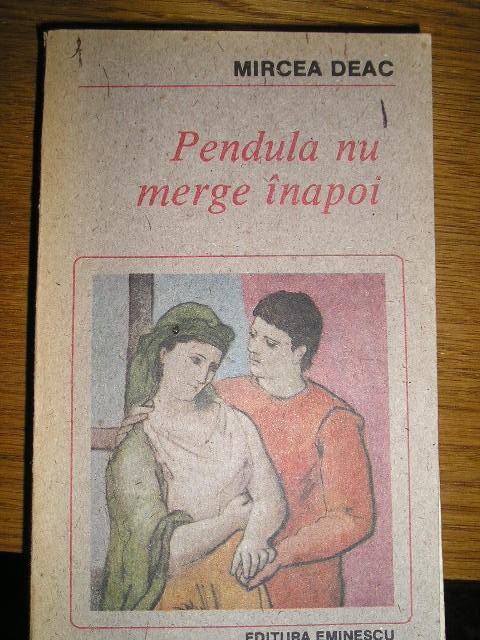 MIRCEA DEAC
Pendula nu
merge înapoi
EDITURA EMINESCU